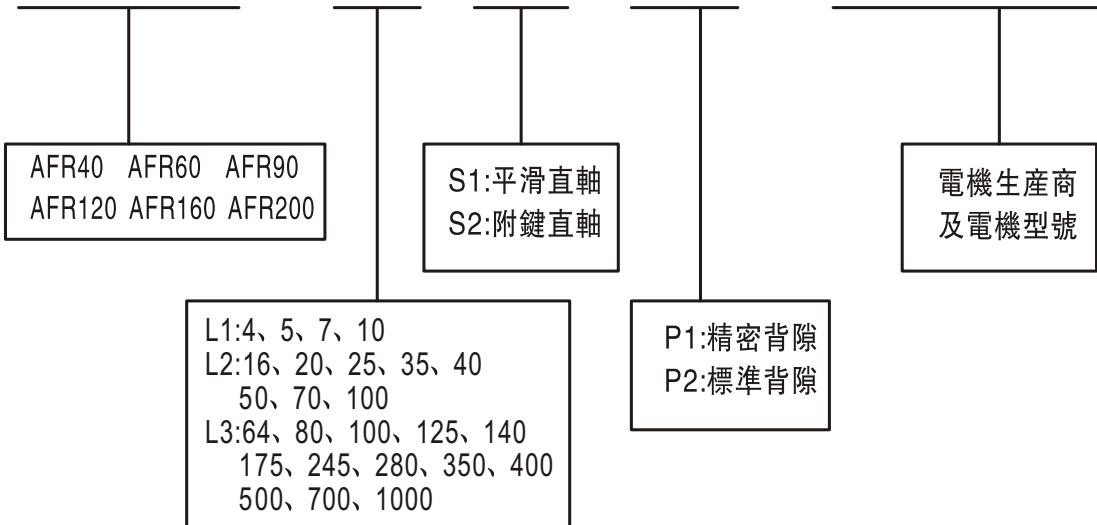 AFR40 AFR60 AFR90
AFR120 AFR160 AFR200
S1:平滑直軸
S2:附鍵直軸
電機生産商
及電機型號
L1:4、5、7、10
L2:16、20、25、35、40
50、70、100
L3:64、80、100、125、140
175、245、280、350、400
500、700、1000
P1:精密背隙
P2:標準背隙